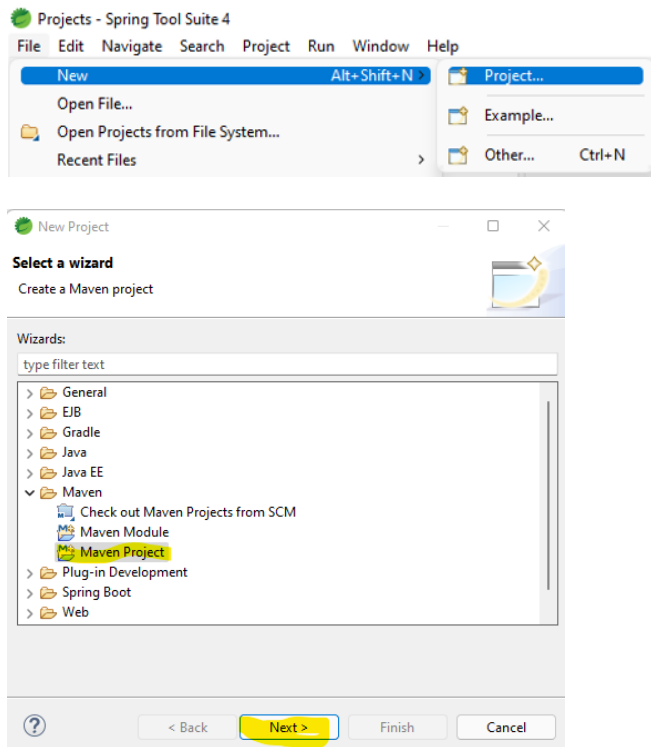 Projects - Spring Tool Suite 4
File Edit Navigate Search Project Run Window Help
New Alt+Shift+N > Project...
Open File... Example...
Open Projects from File System...
Recent Files > Other... Ctrl+N
New Project
Select a wizard
Create a Maven project
Wizards:
type filter text
> General
> EJB
> Gradle
> Java
> Java EE
Maven
Check out Maven Projects from SCM
Maven Module
Maven Project
> Plug-in Development
> Spring Boot
> Web
? < Back Next > Finish Cancel